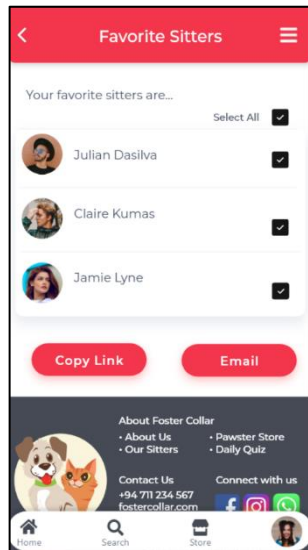 Favorite Sitters
Your favorite sitters are...
Select All
Julian Dasilva
Claire Kumas
Jamie Lyne
Copy Link
Email
About Foster Collar
• About Us
• Our Sitters
• Pawster Store
• Daily Quiz
Contact Us
+94 711 234 567
fostercollar.com
Connect with us
Home
Search
Store